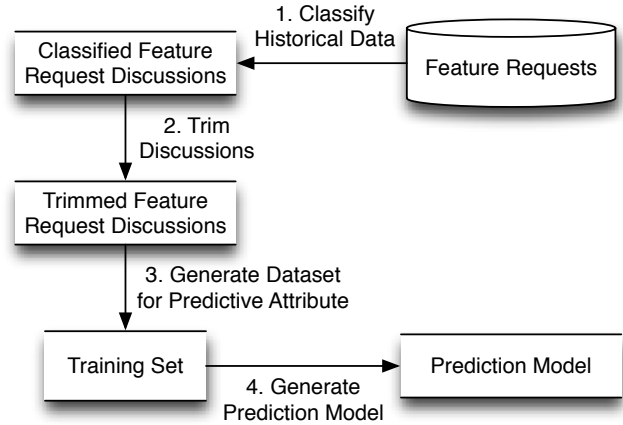 1. Classify
Historical Data
Classified Feature
Request Discussions
Feature Requests
2. Trim
Discussions
Trimmed Feature
Request Discussions
3. Generate Dataset
for Predictive Attribute
Training Set
4. Generate
Prediction Model
Prediction Model